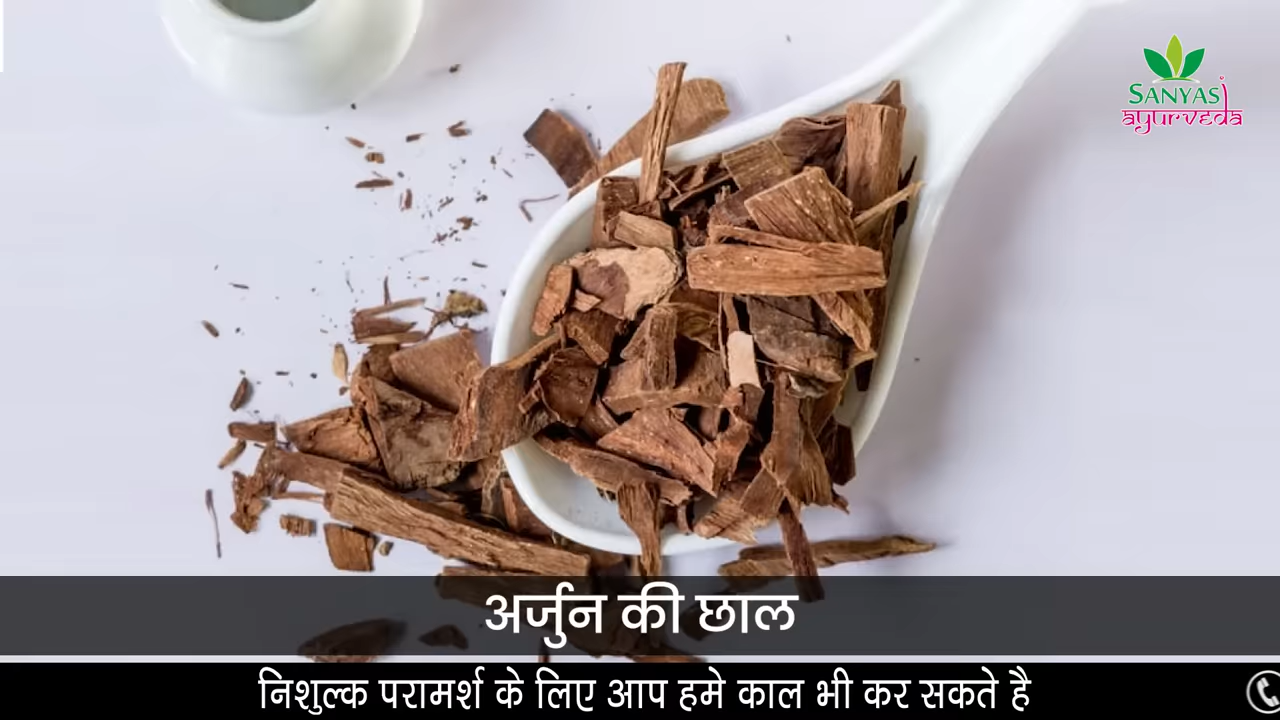 SANYASI
ayurveda
अर्जुन की छाल
निशुल्क परामर्श के लिए आप हमे काल भी कर सकते है